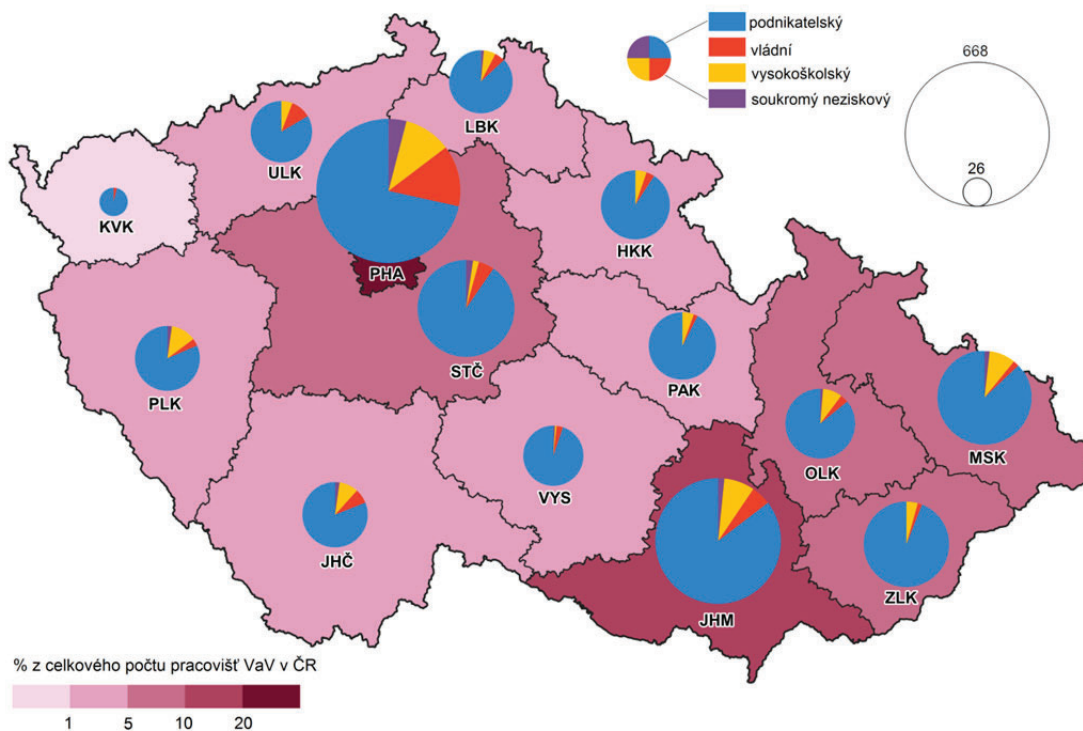 podnikatelský
vládní
vysokoškolský
soukromý neziskový
668
26
LBK
ULK
KVK
HKK
PHA
STČ
PAK
PLK
OLK
MSK
VYS
JHČ
ZLK
JHM
% z celkového počtu pracovišť VaV v ČR
1 5 10 20